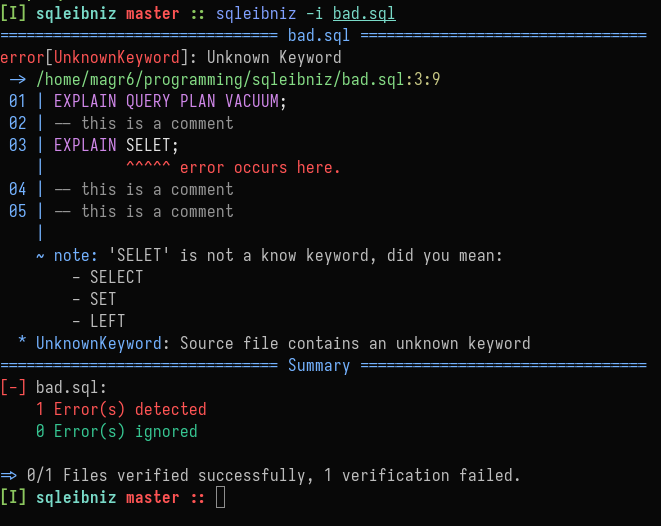 [I] sqleibniz master :: sqleibniz -i bad.sql
=============================== bad.sql ================================
error[UnknownKeyword]: Unknown Keyword
 -> /home/magr6/programming/sqleibniz/bad.sql:3:9
 01 | EXPLAIN QUERY PLAN VACUUM;
 02 | -- this is a comment
 03 | EXPLAIN SELET;
    |         ^^^^^ error occurs here.
 04 | -- this is a comment
 05 | -- this is a comment
    |
    ~ note: 'SELET' is not a know keyword, did you mean:
        - SELECT
        - SET
        - LEFT
  * UnknownKeyword: Source file contains an unknown keyword
=============================== Summary ================================
[-] bad.sql:
    1 Error(s) detected
    0 Error(s) ignored
=> 0/1 Files verified successfully, 1 verification failed.
[I] sqleibniz master ::